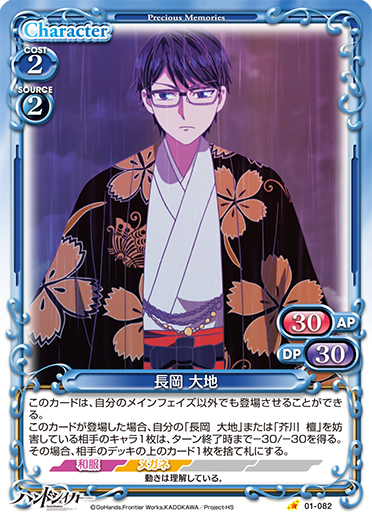 Precious Memories
Character
COST
2
SOURCE
2
30 AP
DP 30
長岡 大地
このカードは、自分のメインフェイズ以外でも登場させることができ
る。
このカードが登場した場合、自分の「長岡 大地」または「芥川 檀」を妨
害している相手のキャラ1枚は、ターン終了時まで−30/−30を得る。
その場合、相手のデッキの上のカード1枚を捨て札にする。
和服 メガネ
動きは理解している。
ハンドシェイカー
©GoHands,Frontier Works,KADOKAWA／Project-HS
01-082